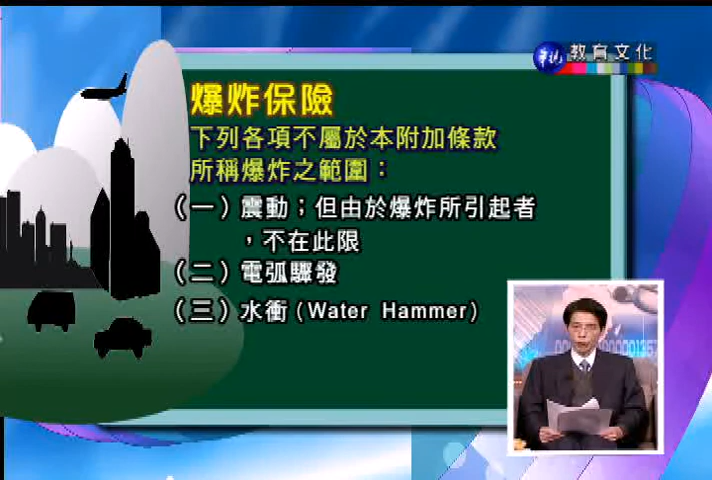 華視 教育文化
爆炸保險
下列各項不屬於本附加條款
所稱爆炸之範圍：
（一）震動；但由於爆炸所引起者
，不在此限
（二）電弧驟發
（三）水衝（Water Hammer）